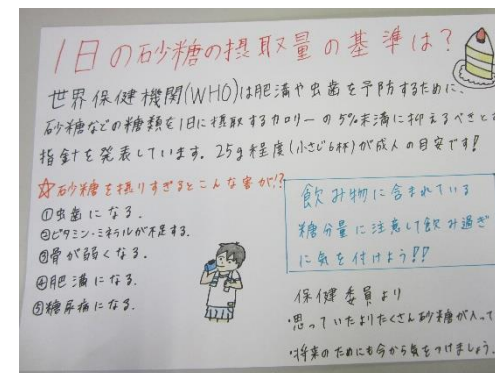 1日の砂糖の摂取量の基準は？
世界保健機関(WHO)は肥満や虫歯を予防するために、
砂糖などの糖類を1日に摂取するカロリーの5%未満に抑えるべきとす
指針を発表しています。25g程度(小さじ6杯)が成人の目安です!
☆砂糖を摂りすぎるとこんな害が!?
①虫歯になる.
②ビタミン・ミネラルが不足する.
③骨が弱くなる.
④肥満になる.
⑤糖尿病になる.
飲み物に含まれている
糖分量に注意して飲み過ぎ
に気を付けよう!!
保健委員より
・思っていたよりたくさん砂糖が入って
・将来のためにも今から気をつけましょう.